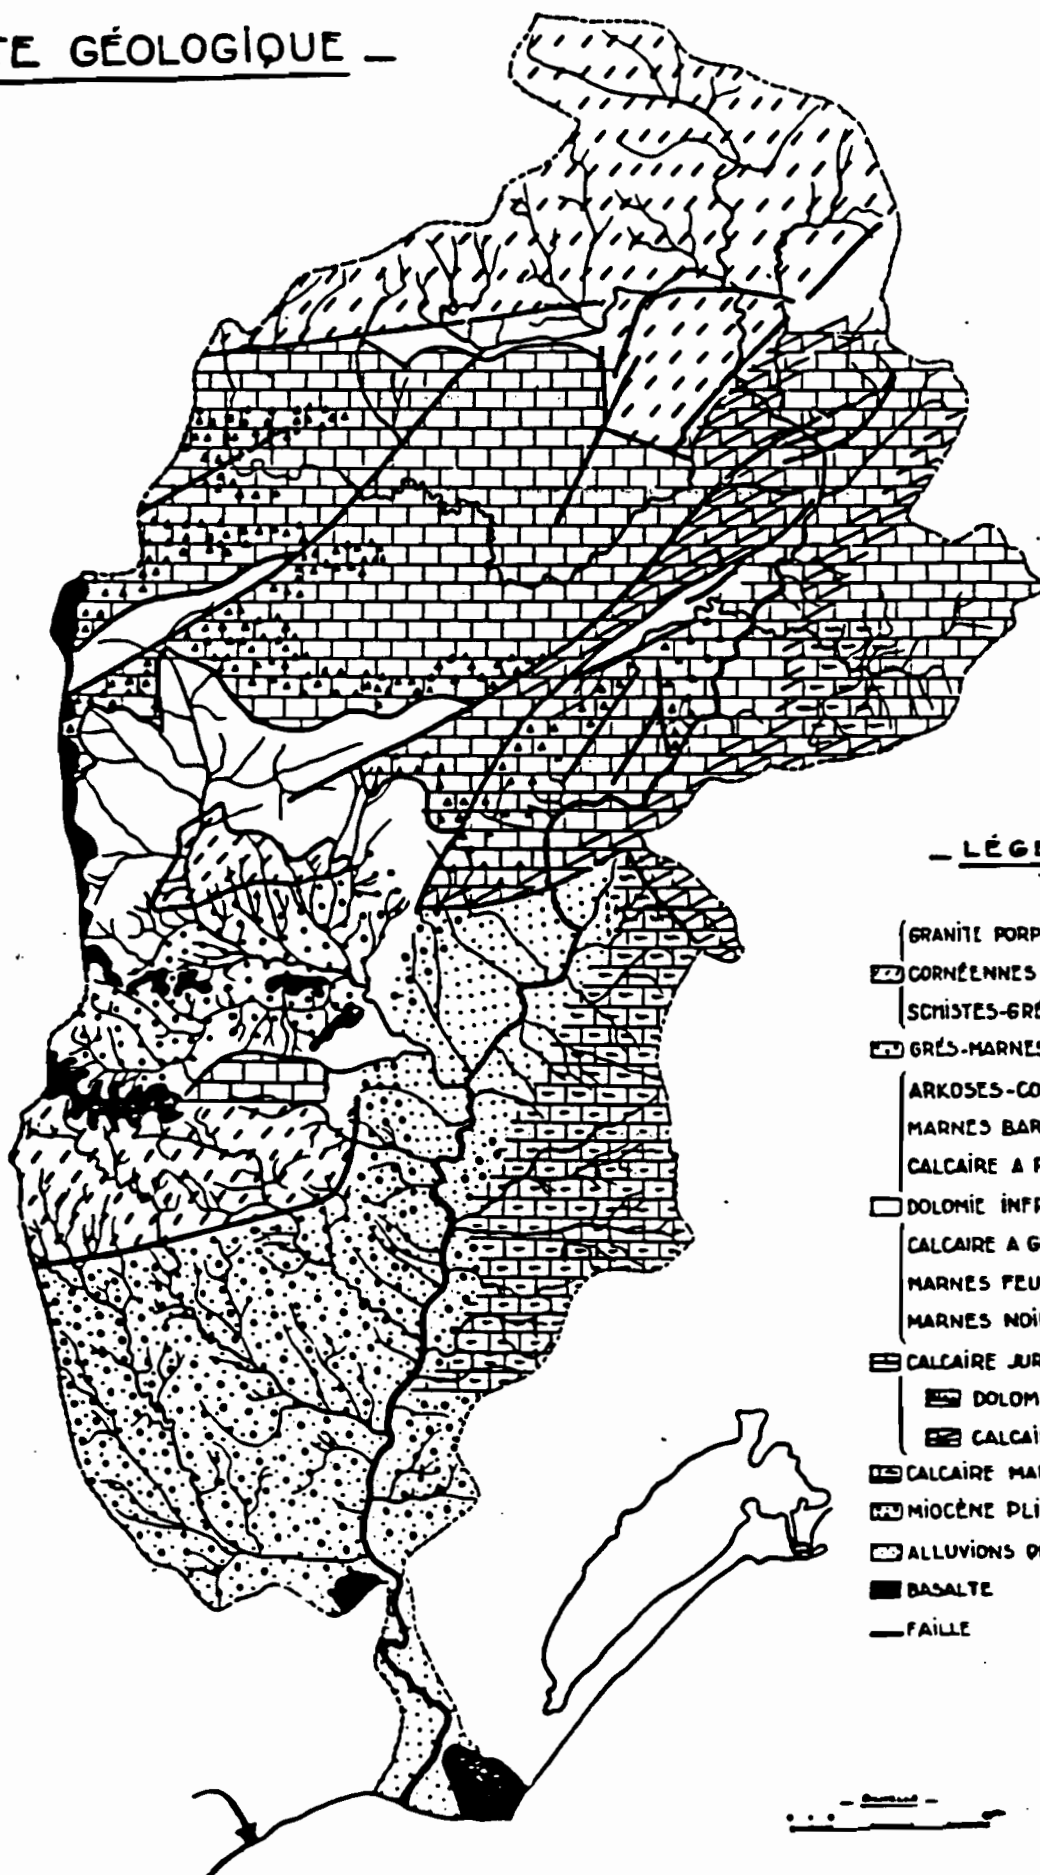 TE GÉOLOGIQUE _
_ LÉGE
GRANITE PORP
CORNÉENNES
SCHISTES-GRÉ
GRÉS-MARNES
ARKOSES-CO
MARNES BAR
CALCAIRE A F
DOLOMIE INFR
CALCAIRE A G
MARNES FEU
MARNES NOI
CALCAIRE JUR
DOLOM
CALCAI
CALCAIRE MAR
MIOCÈNE PLI
ALLUVIONS
BASALTE
FAILLE